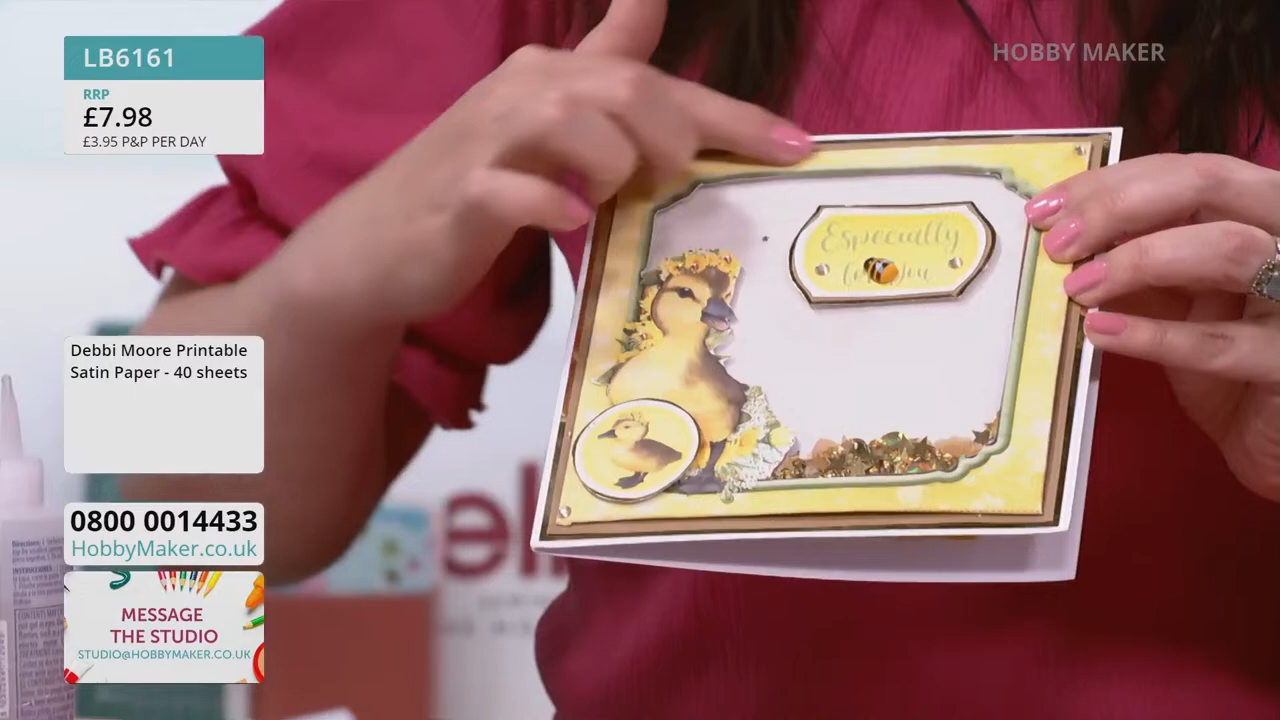 LB6161
RRP
£7.98
£3.95 P&P PER DAY
HOBBY MAKER
Especially
Debbi Moore Printable
Satin Paper - 40 sheets
0800 0014433
HobbyMaker.co.uk
MESSAGE
THE STUDIO
STUDIO@HOBBYMAKER.CO.UK